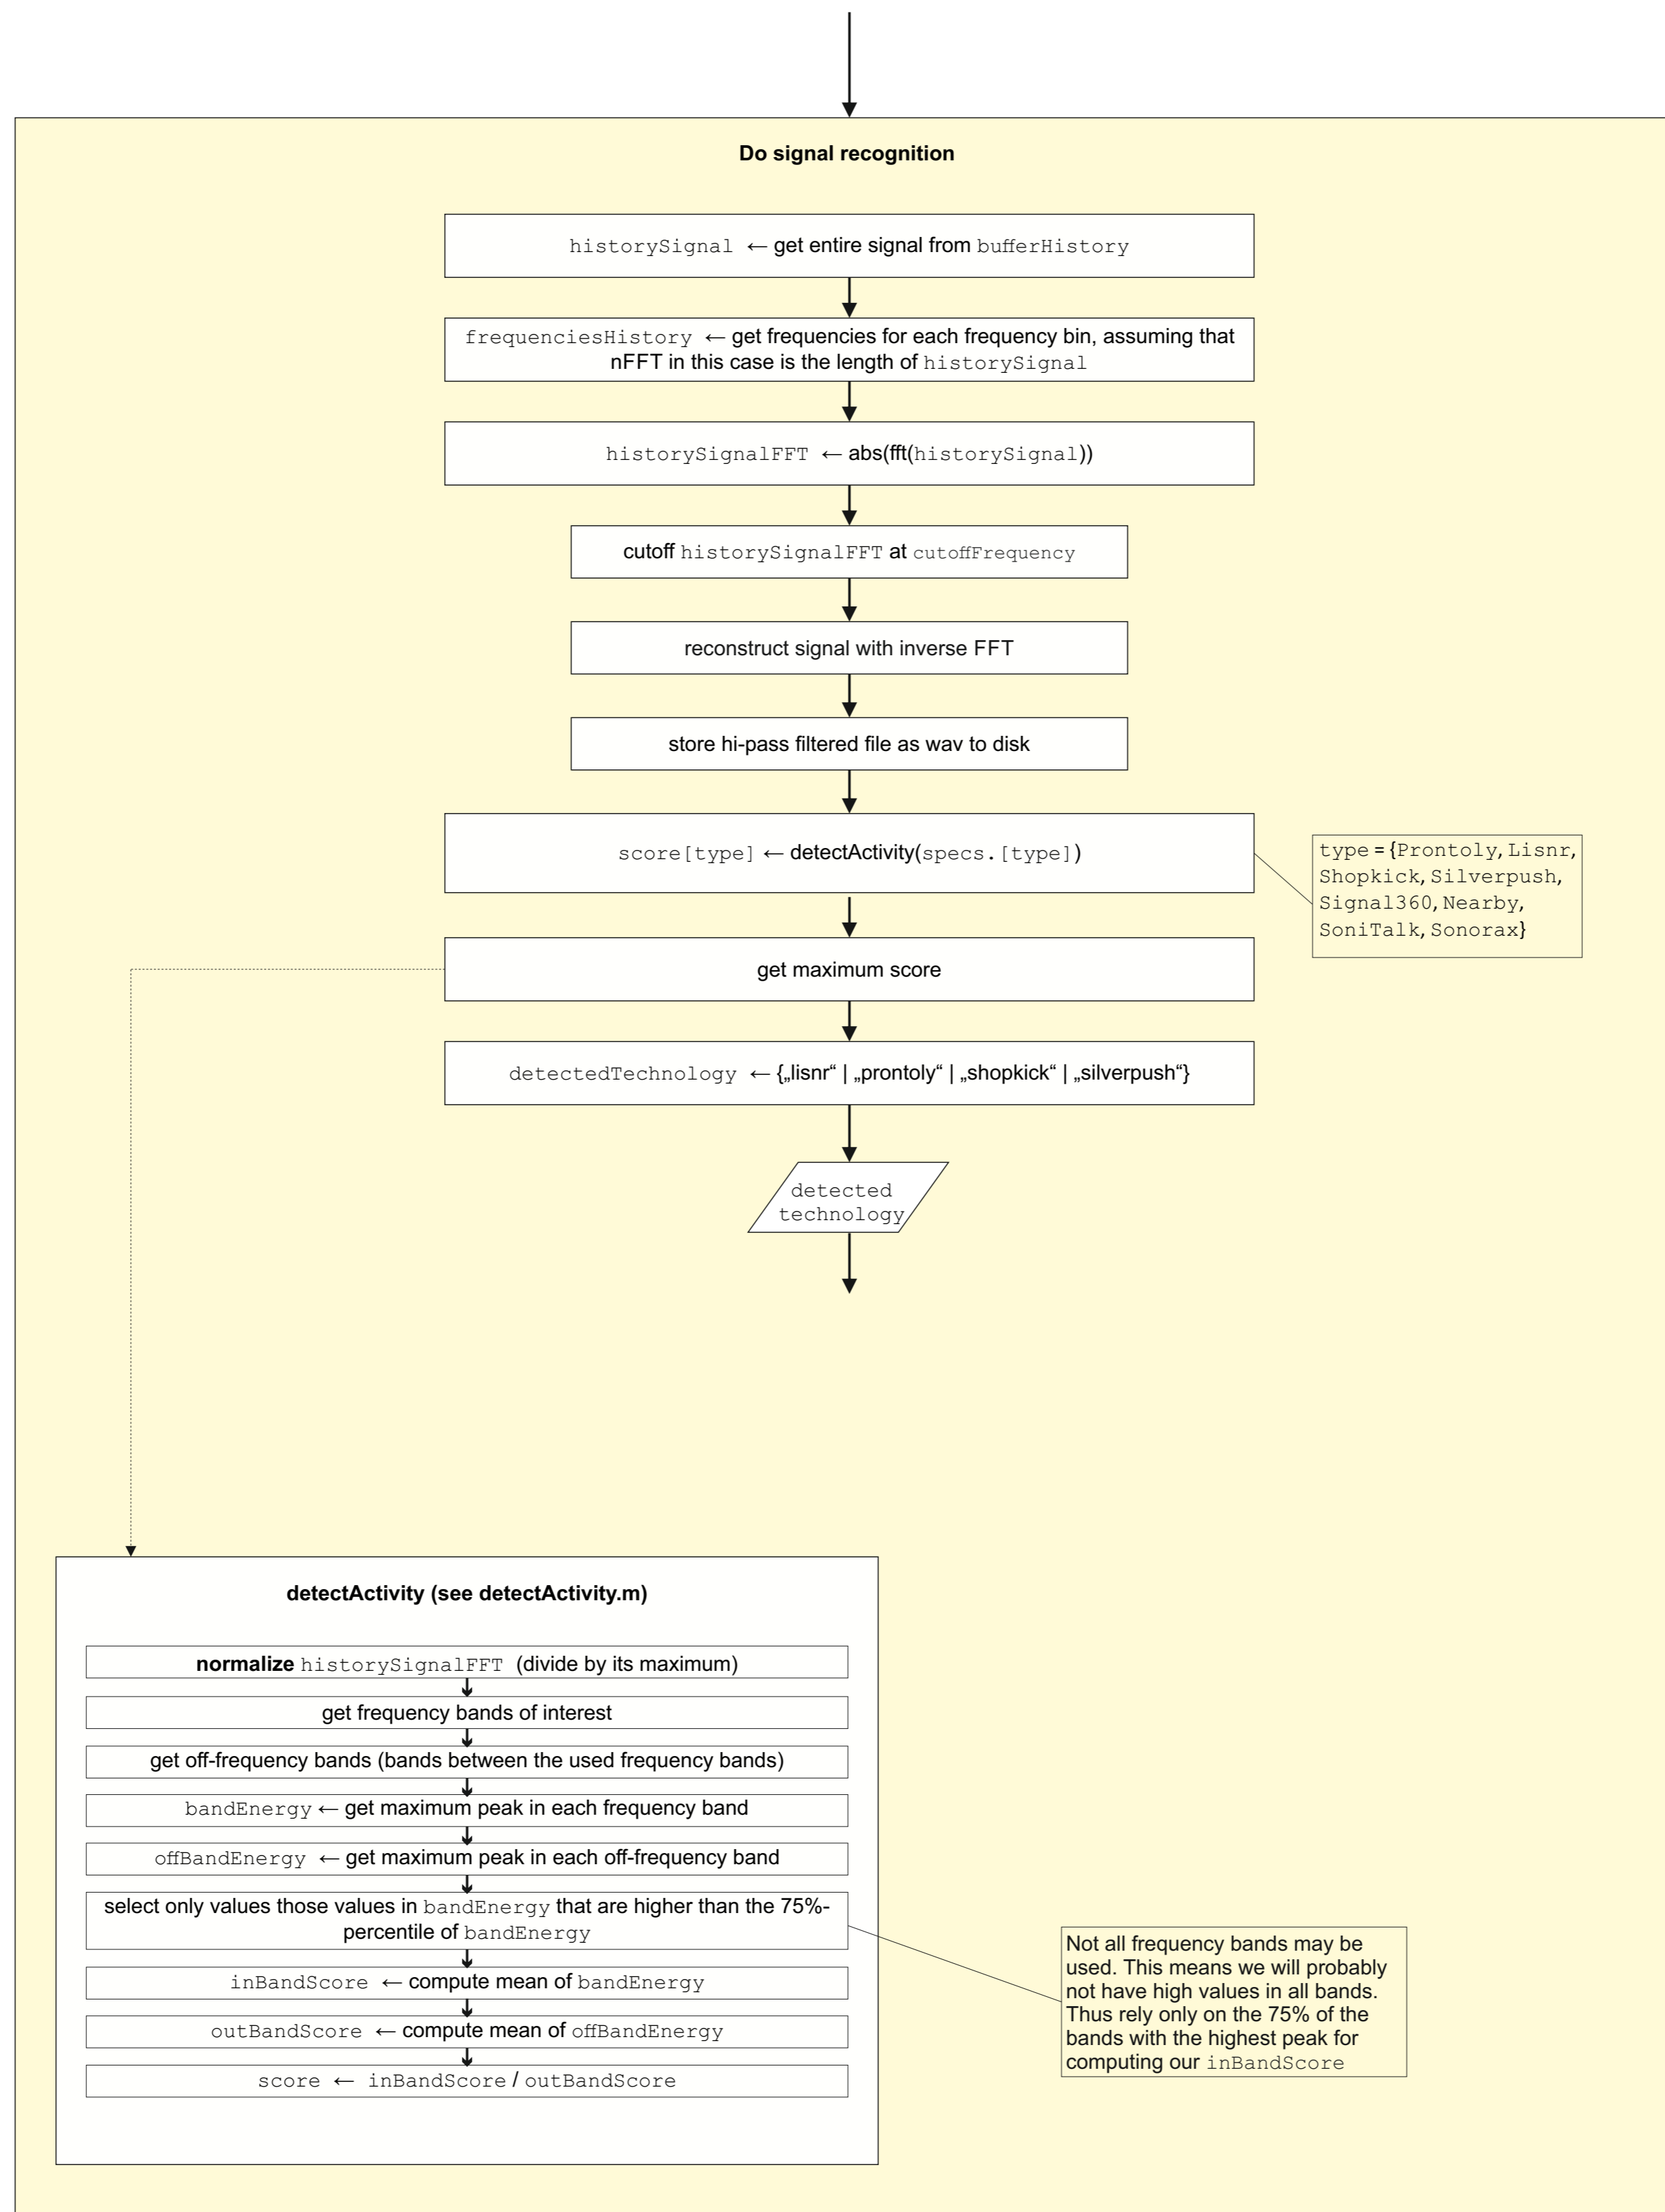 Do signal recognition
historySignal ← get entire signal from bufferHistory
frequenciesHistory ← get frequencies for each frequency bin, assuming that
nFFT in this case is the length of historySignal
historySignalFFT ← abs(fft(historySignal))
cutoff historySignalFFT at cutoffFrequency
reconstruct signal with inverse FFT
store hi-pass filtered file as wav to disk
score[type] ← detectActivity(specs.[type])
type = {Prontoly, Lisnr,
Shopkick, Silverpush,
Signal360, Nearby,
SoniTalk, Sonorax}
get maximum score
detectedTechnology ← {„lisnr“ | „prontoly“ | „shopkick“ | „silverpush“}
detected
technology
detectActivity (see detectActivity.m)
normalize historySignalFFT (divide by its maximum)
get frequency bands of interest
get off-frequency bands (bands between the used frequency bands)
bandEnergy ← get maximum peak in each frequency band
offBandEnergy ← get maximum peak in each off-frequency band
select only values those values in bandEnergy that are higher than the 75%-
percentile of bandEnergy
inBandScore ← compute mean of bandEnergy
outBandScore ← compute mean of offBandEnergy
score ← inBandScore / outBandScore
Not all frequency bands may be
used. This means we will probably
not have high values in all bands.
Thus rely only on the 75% of the
bands with the highest peak for
computing our inBandScore